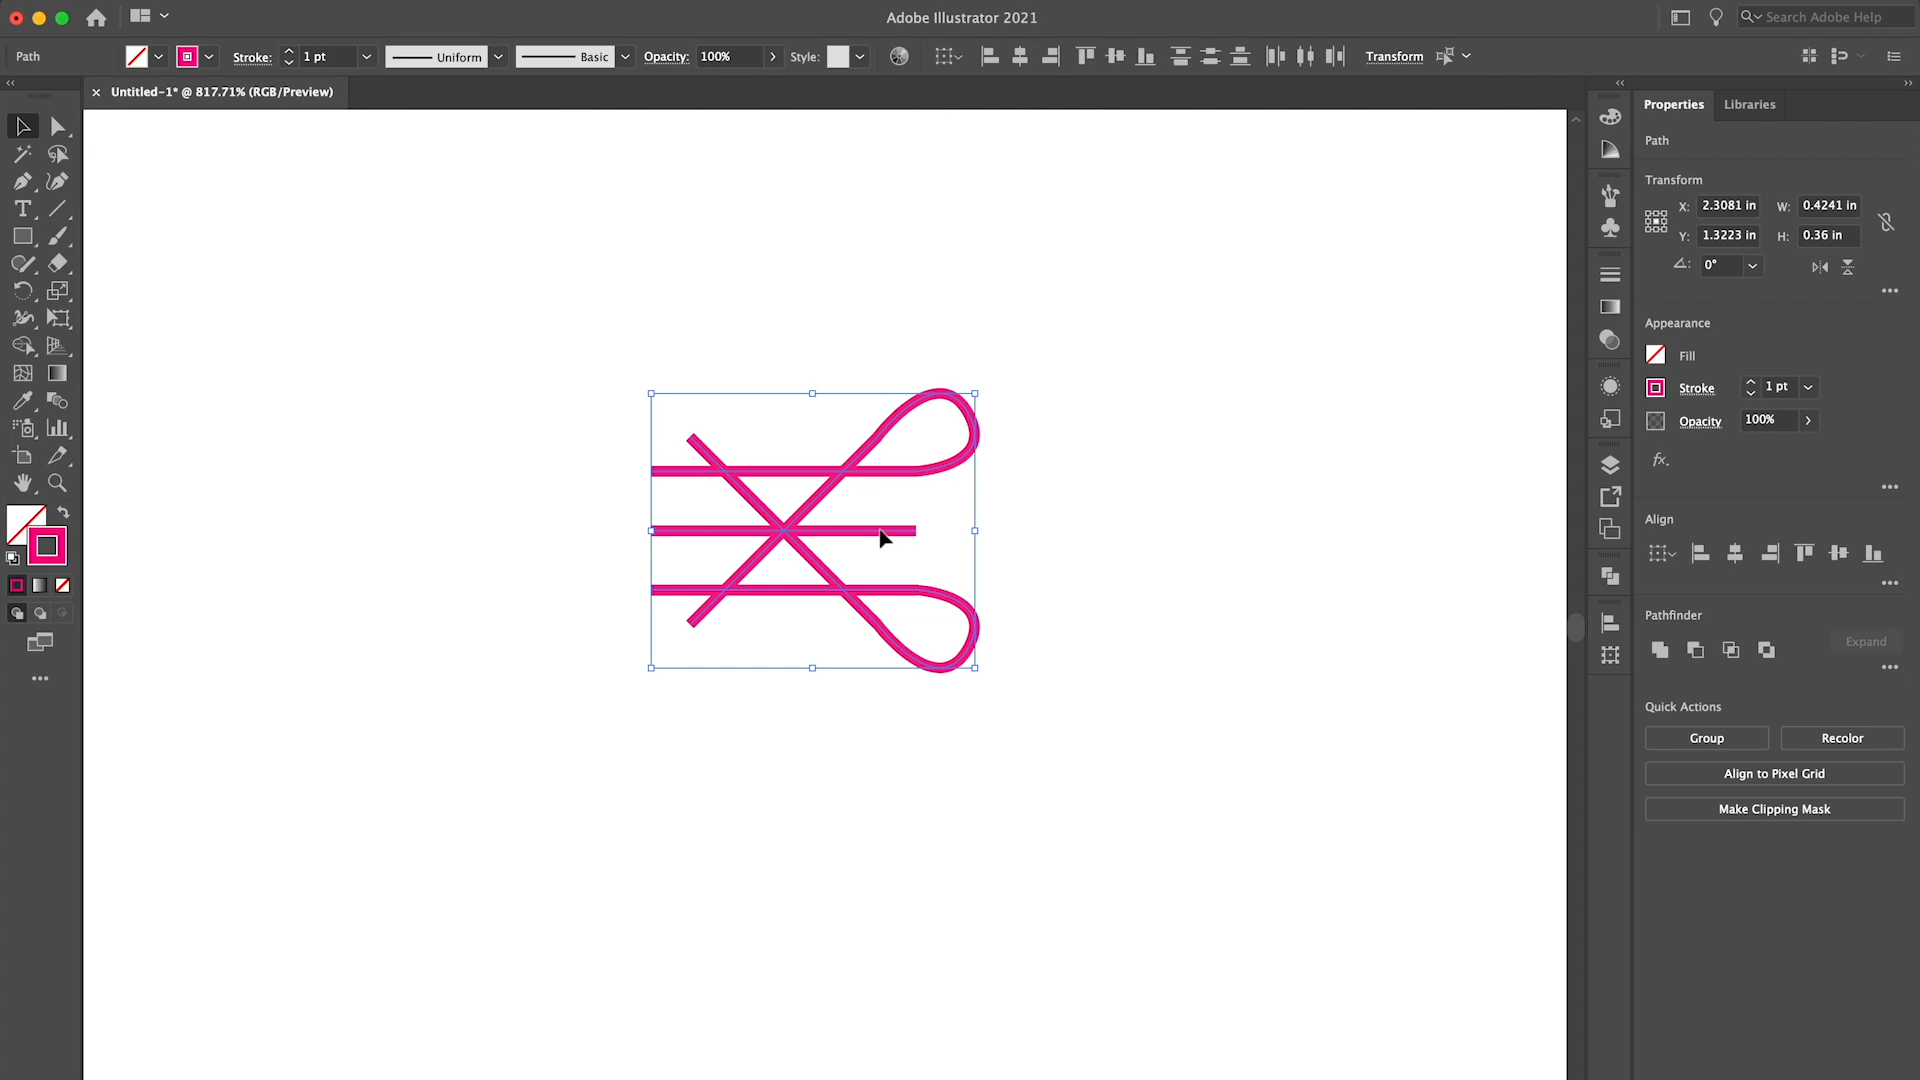 Adobe Illustrator 2021
Search Adobe Help
Path
Stroke:
1 pt
Uniform
Basic
Opacity:
100%
Style:
Transform
Untitled-1* @ 817.71% (RGB/Preview)
Properties
Libraries
Path
Transform
X:
2.3081 in
W:
0.4241 in
Y:
1.3223 in
H:
0.36 in
0°
Appearance
Fill
Stroke
1 pt
Opacity
100%
fx.
Align
Pathfinder
Expand
Quick Actions
Group
Recolor
Align to Pixel Grid
Make Clipping Mask